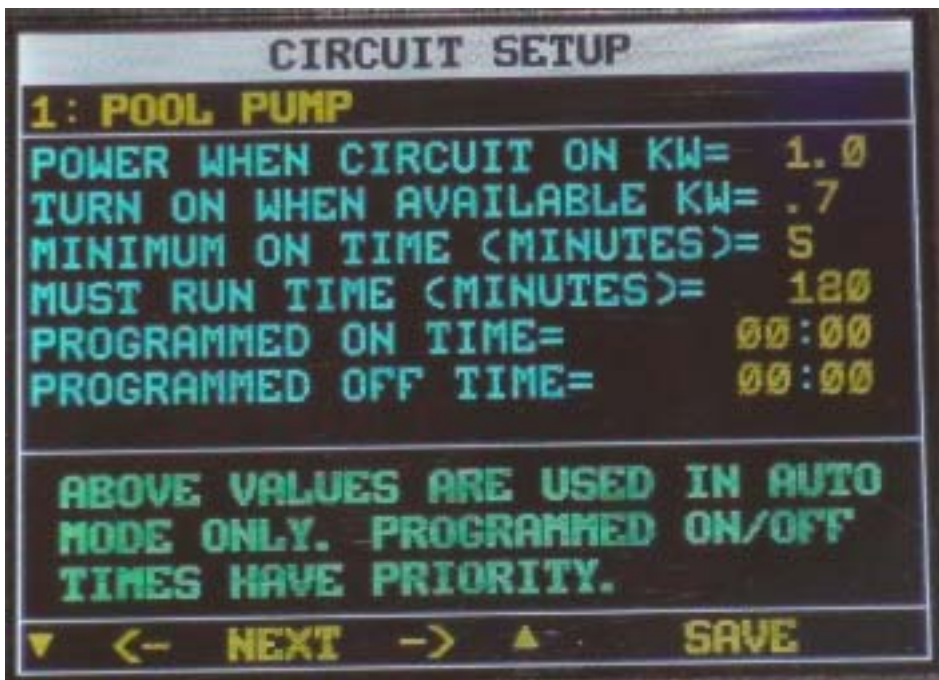 CIRCUIT SETUP
1: POOL PUMP
POWER WHEN CIRCUIT ON KW= 1.0
TURN ON WHEN AVAILABLE KW= .7
MINIMUM ON TIME (MINUTES)= 5
MUST RUN TIME (MINUTES)= 120
PROGRAMMED ON TIME= 00:00
PROGRAMMED OFF TIME= 00:00
ABOVE VALUES ARE USED IN AUTO
MODE ONLY. PROGRAMMED ON/OFF
TIMES HAVE PRIORITY.
▼ <- NEXT -> ▲ SAVE